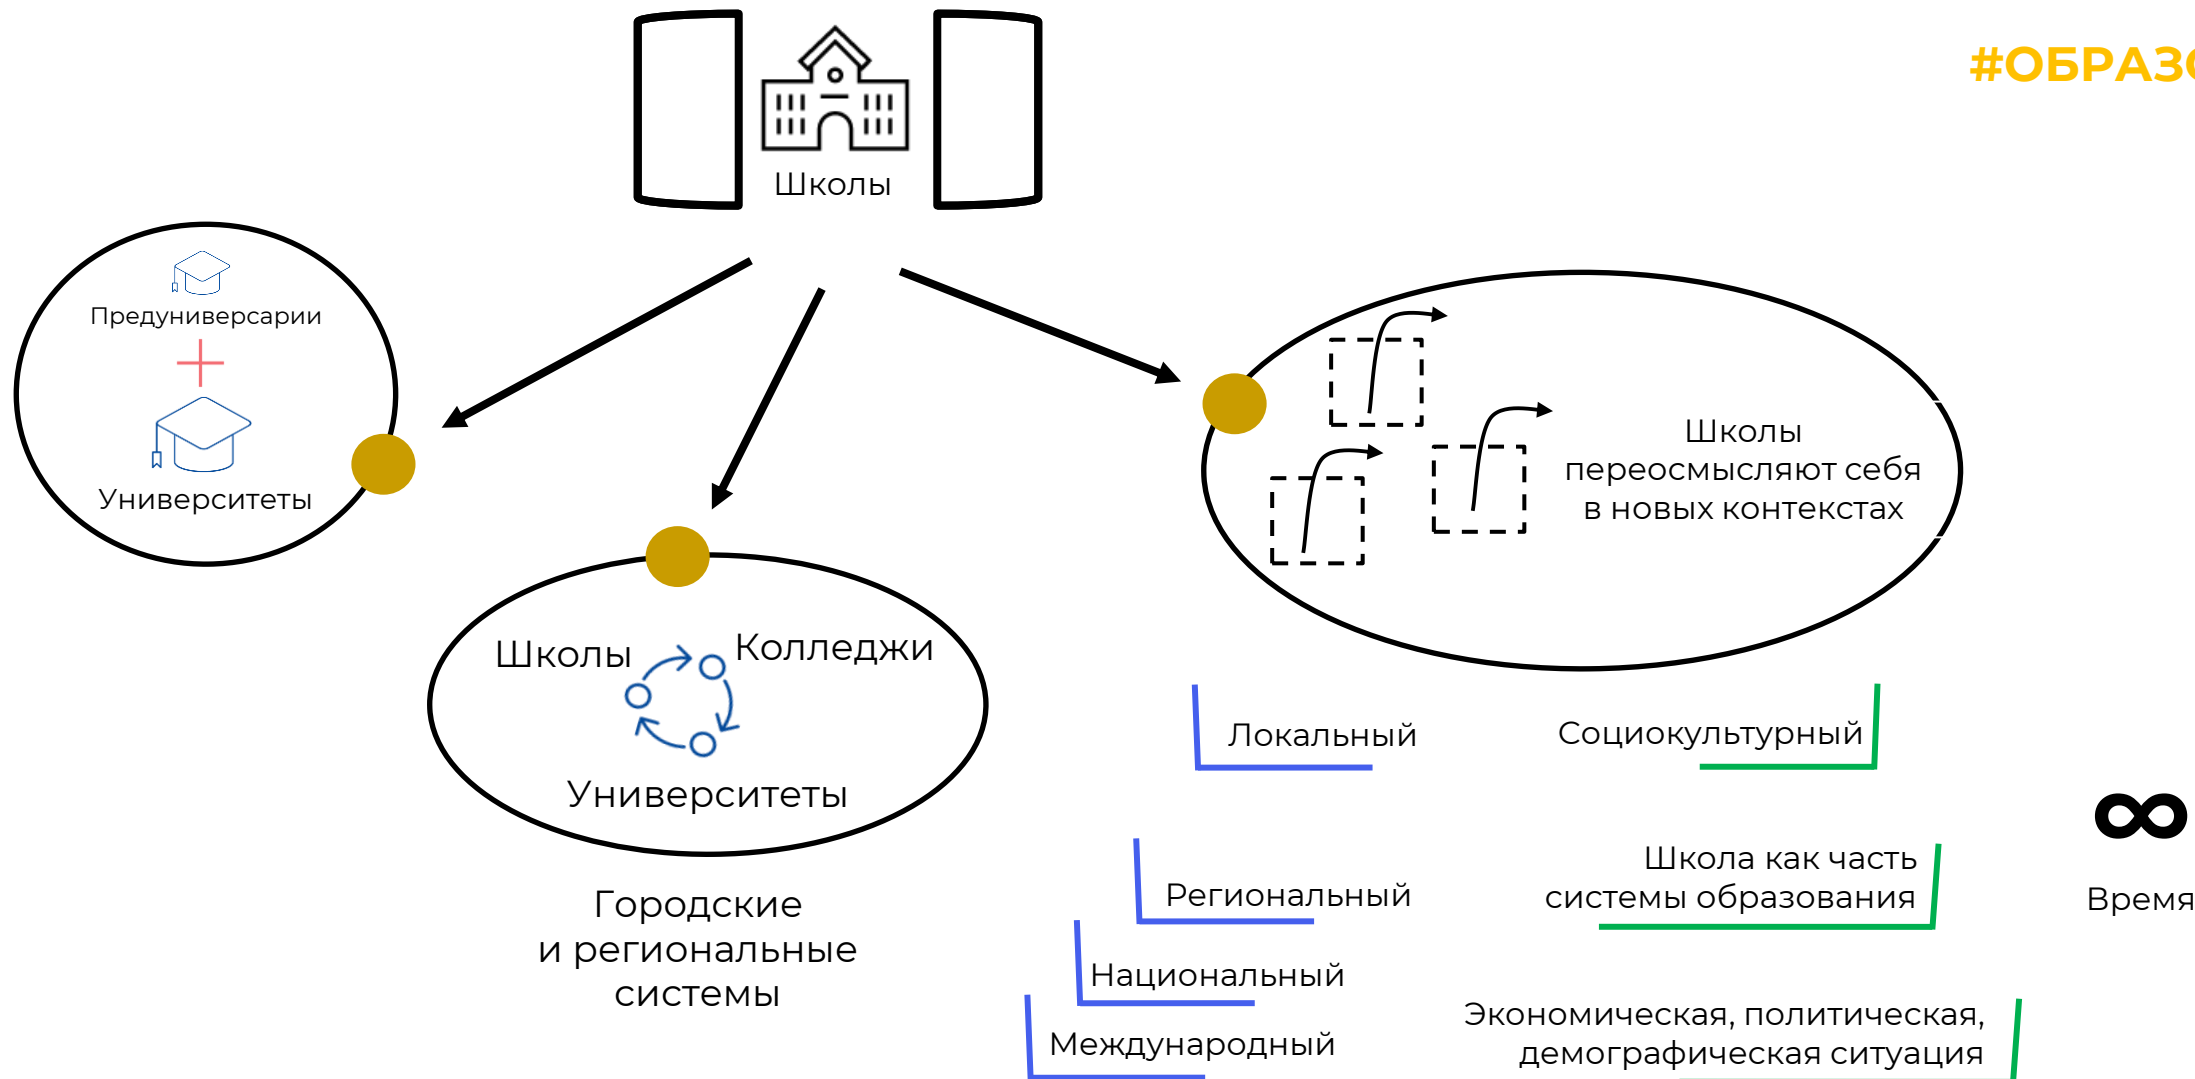 #ОБРАЗО
Школы
Предуниверсарии
Университеты
Школы
переосмысляют себя
в новых контекстах
Школы
Колледжи
Университеты
Городские
и региональные
системы
Локальный
Региональный
Национальный
Международный
Социокультурный
Школа как часть
системы образования
Экономическая, политическая,
демографическая ситуация
∞
Время